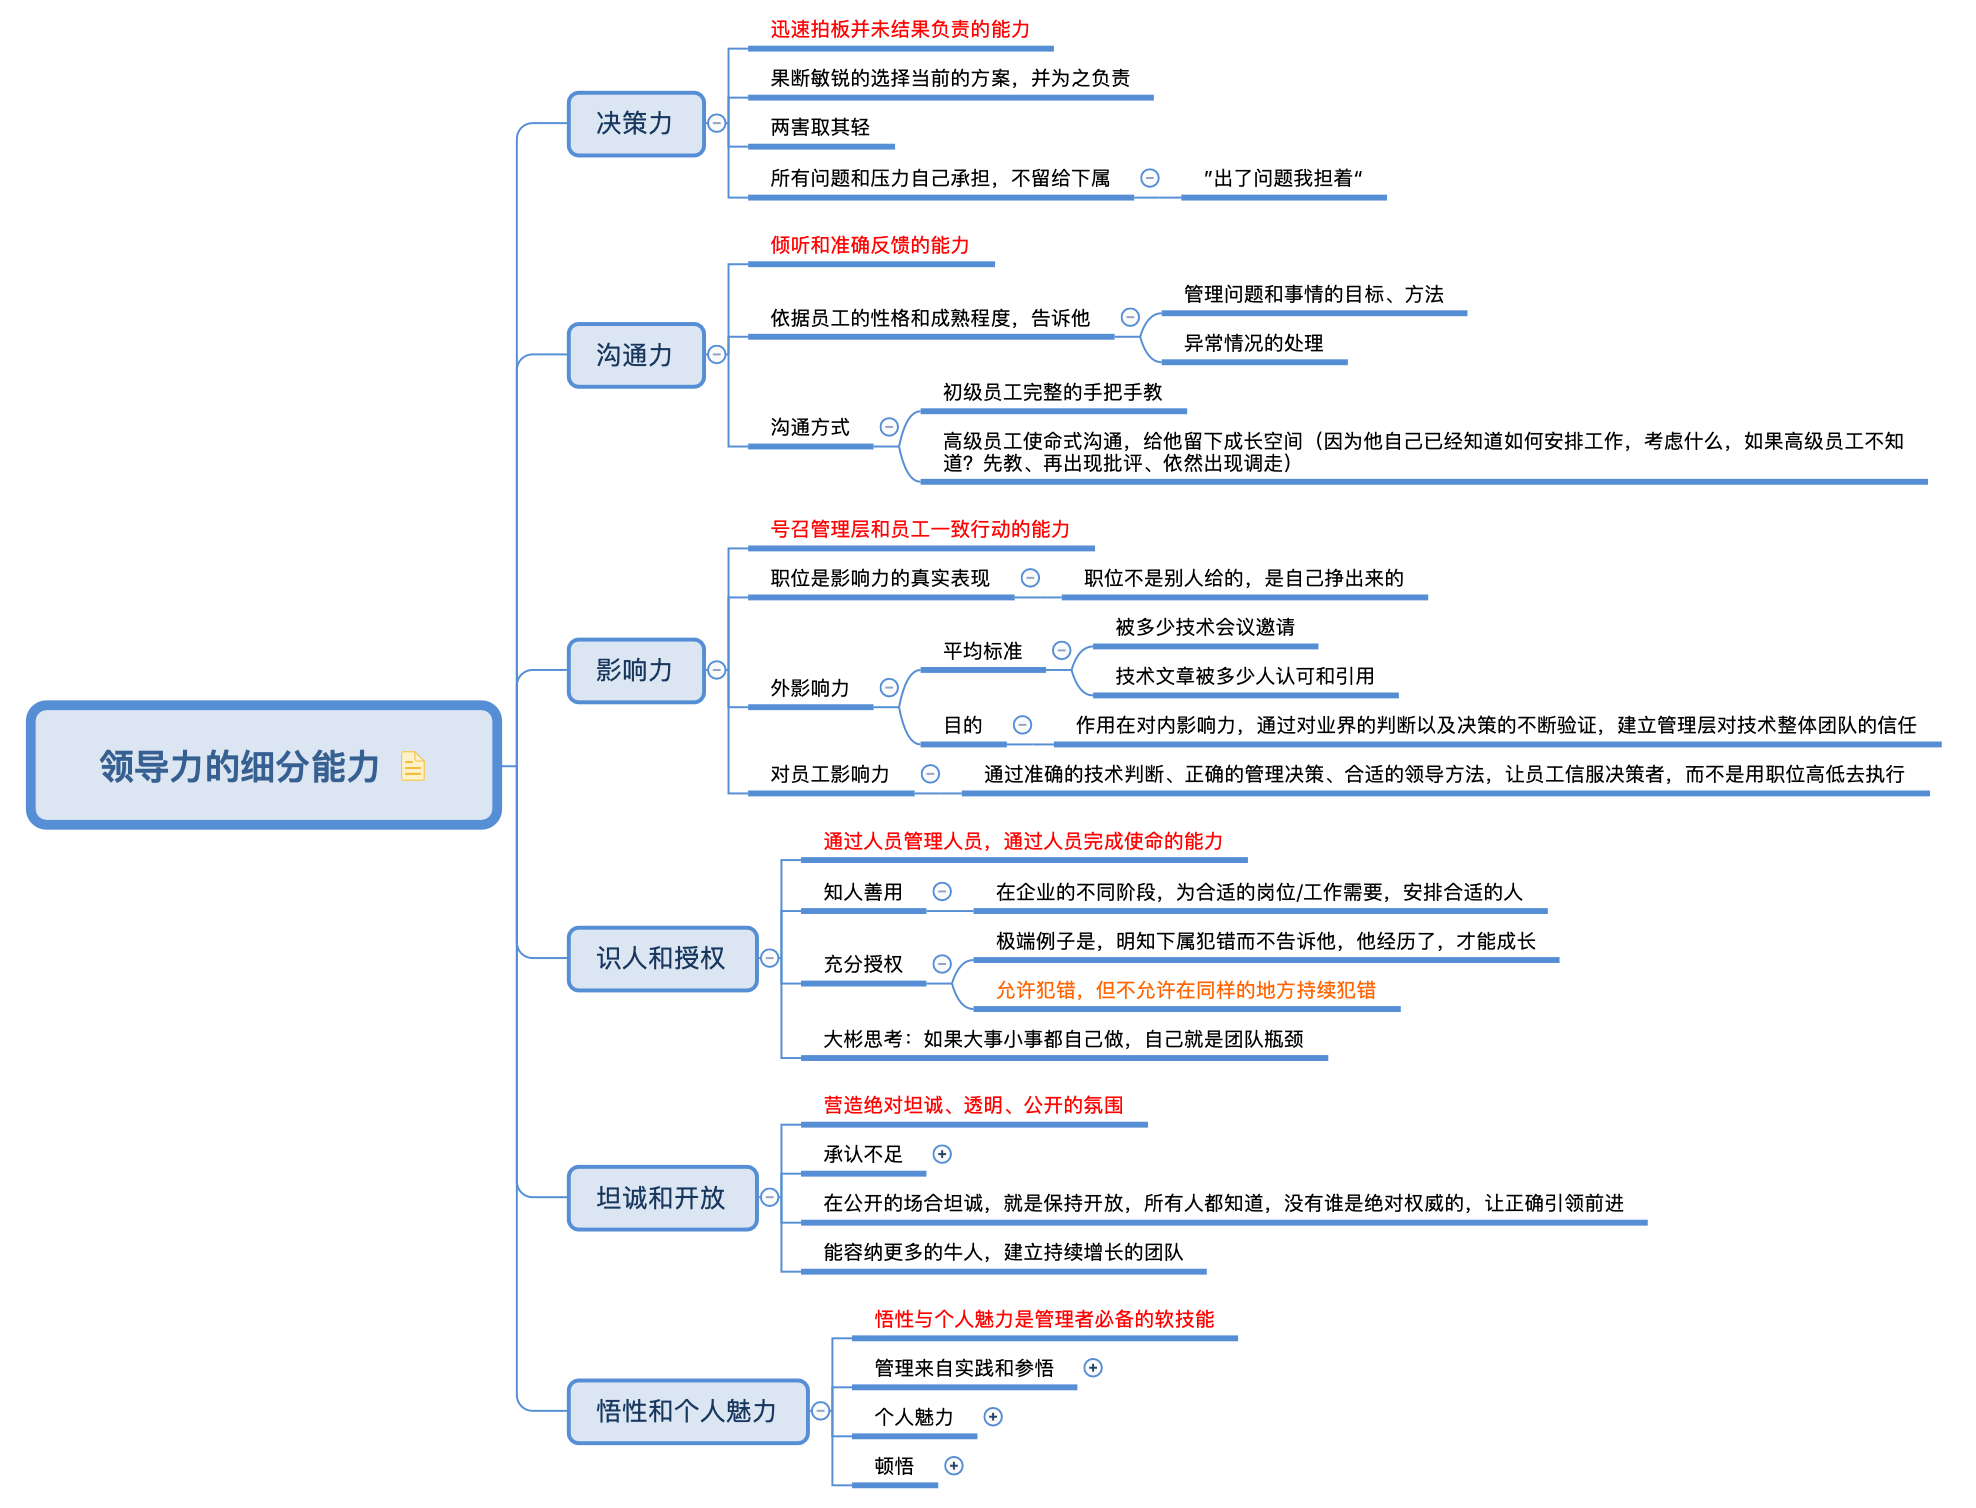 领导力的细分能力
决策力
迅速拍板并未结果负责的能力
果断敏锐的选择当前的方案，并为之负责
两害取其轻
所有问题和压力自己承担，不留给下属
”出了问题我担着“
沟通力
倾听和准确反馈的能力
依据员工的性格和成熟程度，告诉他
管理问题和事情的目标、方法
异常情况的处理
沟通方式
初级员工完整的手把手教
高级员工使命式沟通，给他留下成长空间（因为他自己已经知道如何安排工作，考虑什么，如果高级员工不知
道？先教、再出现批评、依然出现调走）
影响力
号召管理层和员工一致行动的能力
职位是影响力的真实表现
职位不是别人给的，是自己挣出来的
外影响力
平均标准
被多少技术会议邀请
技术文章被多少人认可和引用
目的
作用在对内影响力，通过对业界的判断以及决策的不断验证，建立管理层对技术整体团队的信任
对员工影响力
通过准确的技术判断、正确的管理决策、合适的领导方法，让员工信服决策者，而不是用职位高低去执行
识人和授权
通过人员管理人员，通过人员完成使命的能力
知人善用
在企业的不同阶段，为合适的岗位/工作需要，安排合适的人
充分授权
极端例子是，明知下属犯错而不告诉他，他经历了，才能成长
允许犯错，但不允许在同样的地方持续犯错
大彬思考：如果大事小事都自己做，自己就是团队瓶颈
坦诚和开放
营造绝对坦诚、透明、公开的氛围
承认不足
在公开的场合坦诚，就是保持开放，所有人都知道，没有谁是绝对权威的，让正确引领前进
能容纳更多的牛人，建立持续增长的团队
悟性和个人魅力
悟性与个人魅力是管理者必备的软技能
管理来自实践和参悟
个人魅力
顿悟